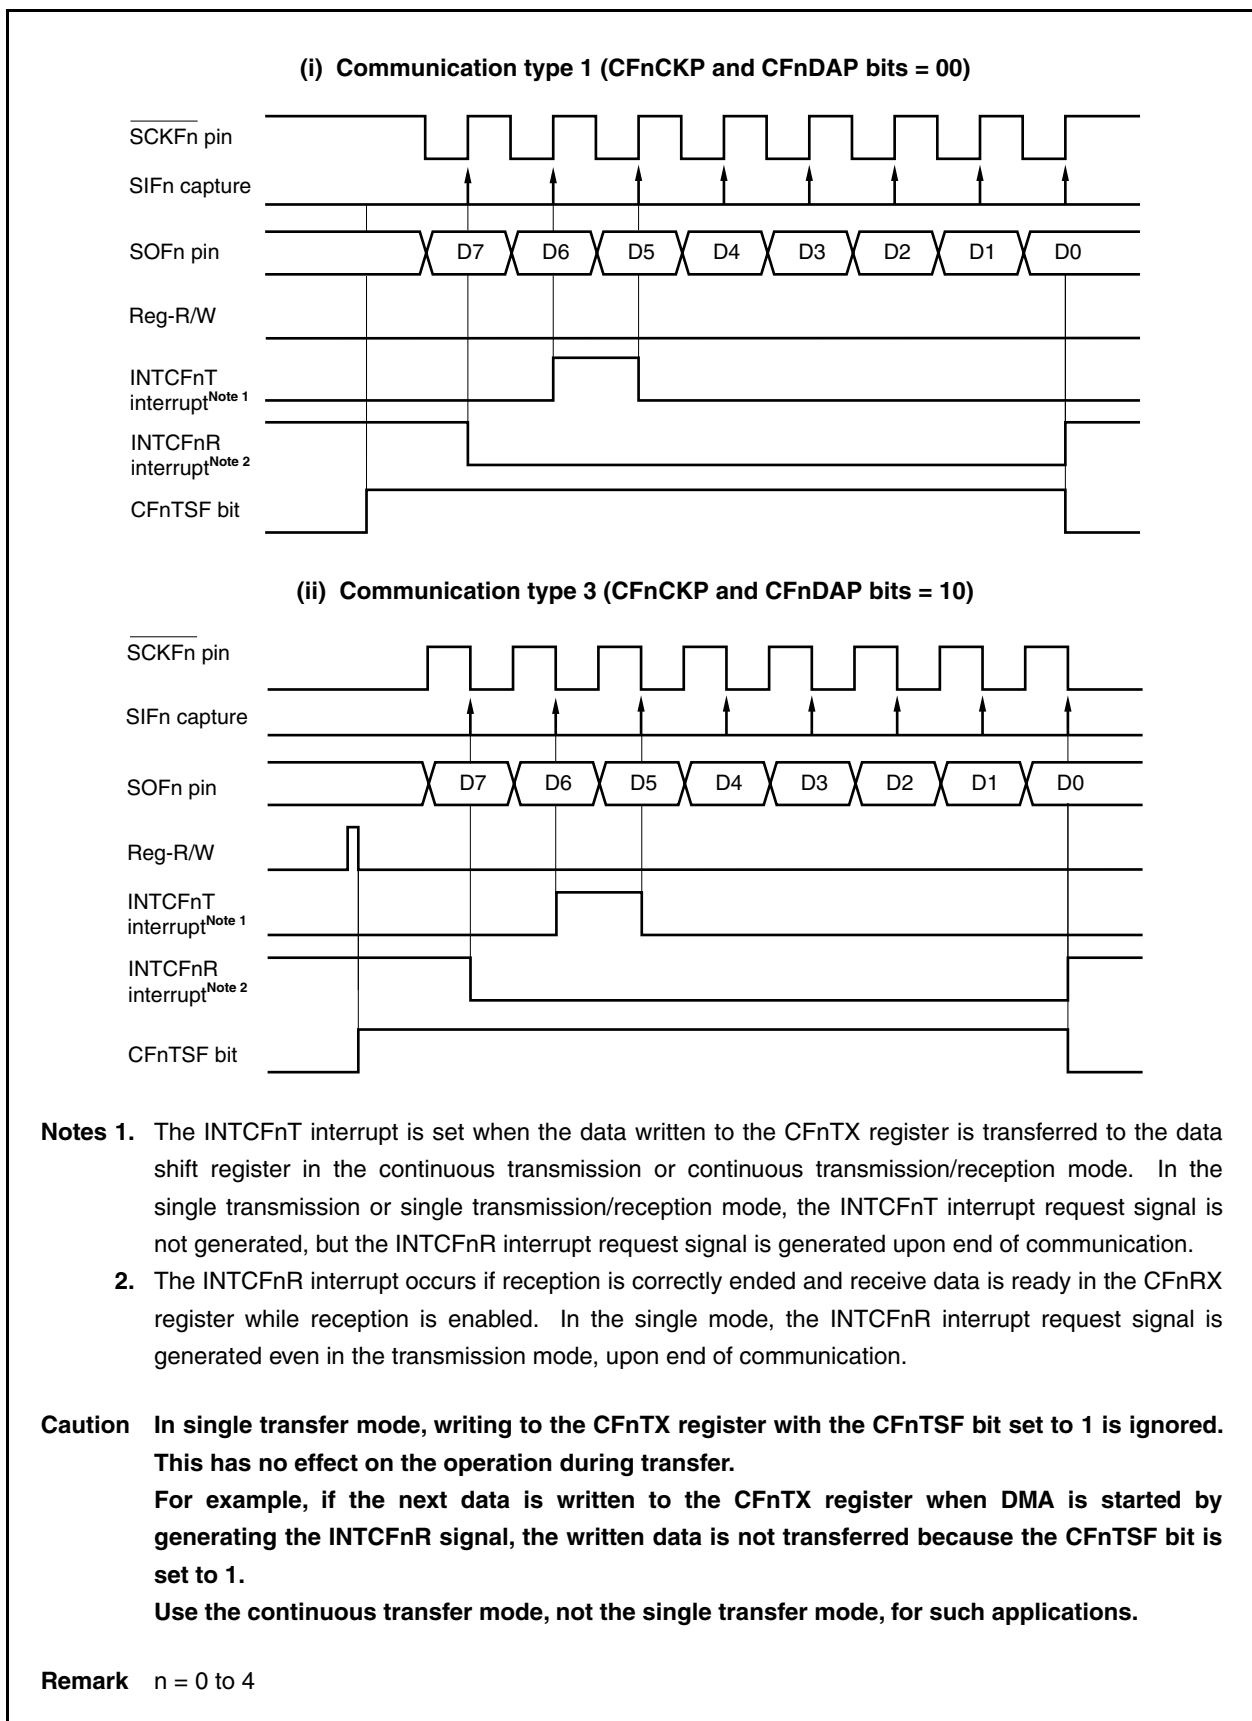 (i) Communication type 1 (CFnCKP and CFnDAP bits = 00)
SCKFn pin
SIFn capture
SOFn pin D7 D6 D5 D4 D3 D2 D1 D0
Reg-R/W
INTCFnT
interrupt Note 1
INTCFnR
interrupt Note 2
CFnTSF bit
(ii) Communication type 3 (CFnCKP and CFnDAP bits = 10)
SCKFn pin
SIFn capture
SOFn pin D7 D6 D5 D4 D3 D2 D1 D0
Reg-R/W
INTCFnT
interrupt Note 1
INTCFnR
interrupt Note 2
CFnTSF bit
Notes 1. The INTCFnT interrupt is set when the data written to the CFnTX register is transferred to the data
shift register in the continuous transmission or continuous transmission/reception mode. In the
single transmission or single transmission/reception mode, the INTCFnT interrupt request signal is
not generated, but the INTCFnR interrupt request signal is generated upon end of communication.
2. The INTCFnR interrupt occurs if reception is correctly ended and receive data is ready in the CFnRX
register while reception is enabled. In the single mode, the INTCFnR interrupt request signal is
generated even in the transmission mode, upon end of communication.
Caution In single transfer mode, writing to the CFnTX register with the CFnTSF bit set to 1 is ignored.
This has no effect on the operation during transfer.
For example, if the next data is written to the CFnTX register when DMA is started by
generating the INTCFnR signal, the written data is not transferred because the CFnTSF bit is
set to 1.
Use the continuous transfer mode, not the single transfer mode, for such applications.
Remark n = 0 to 4